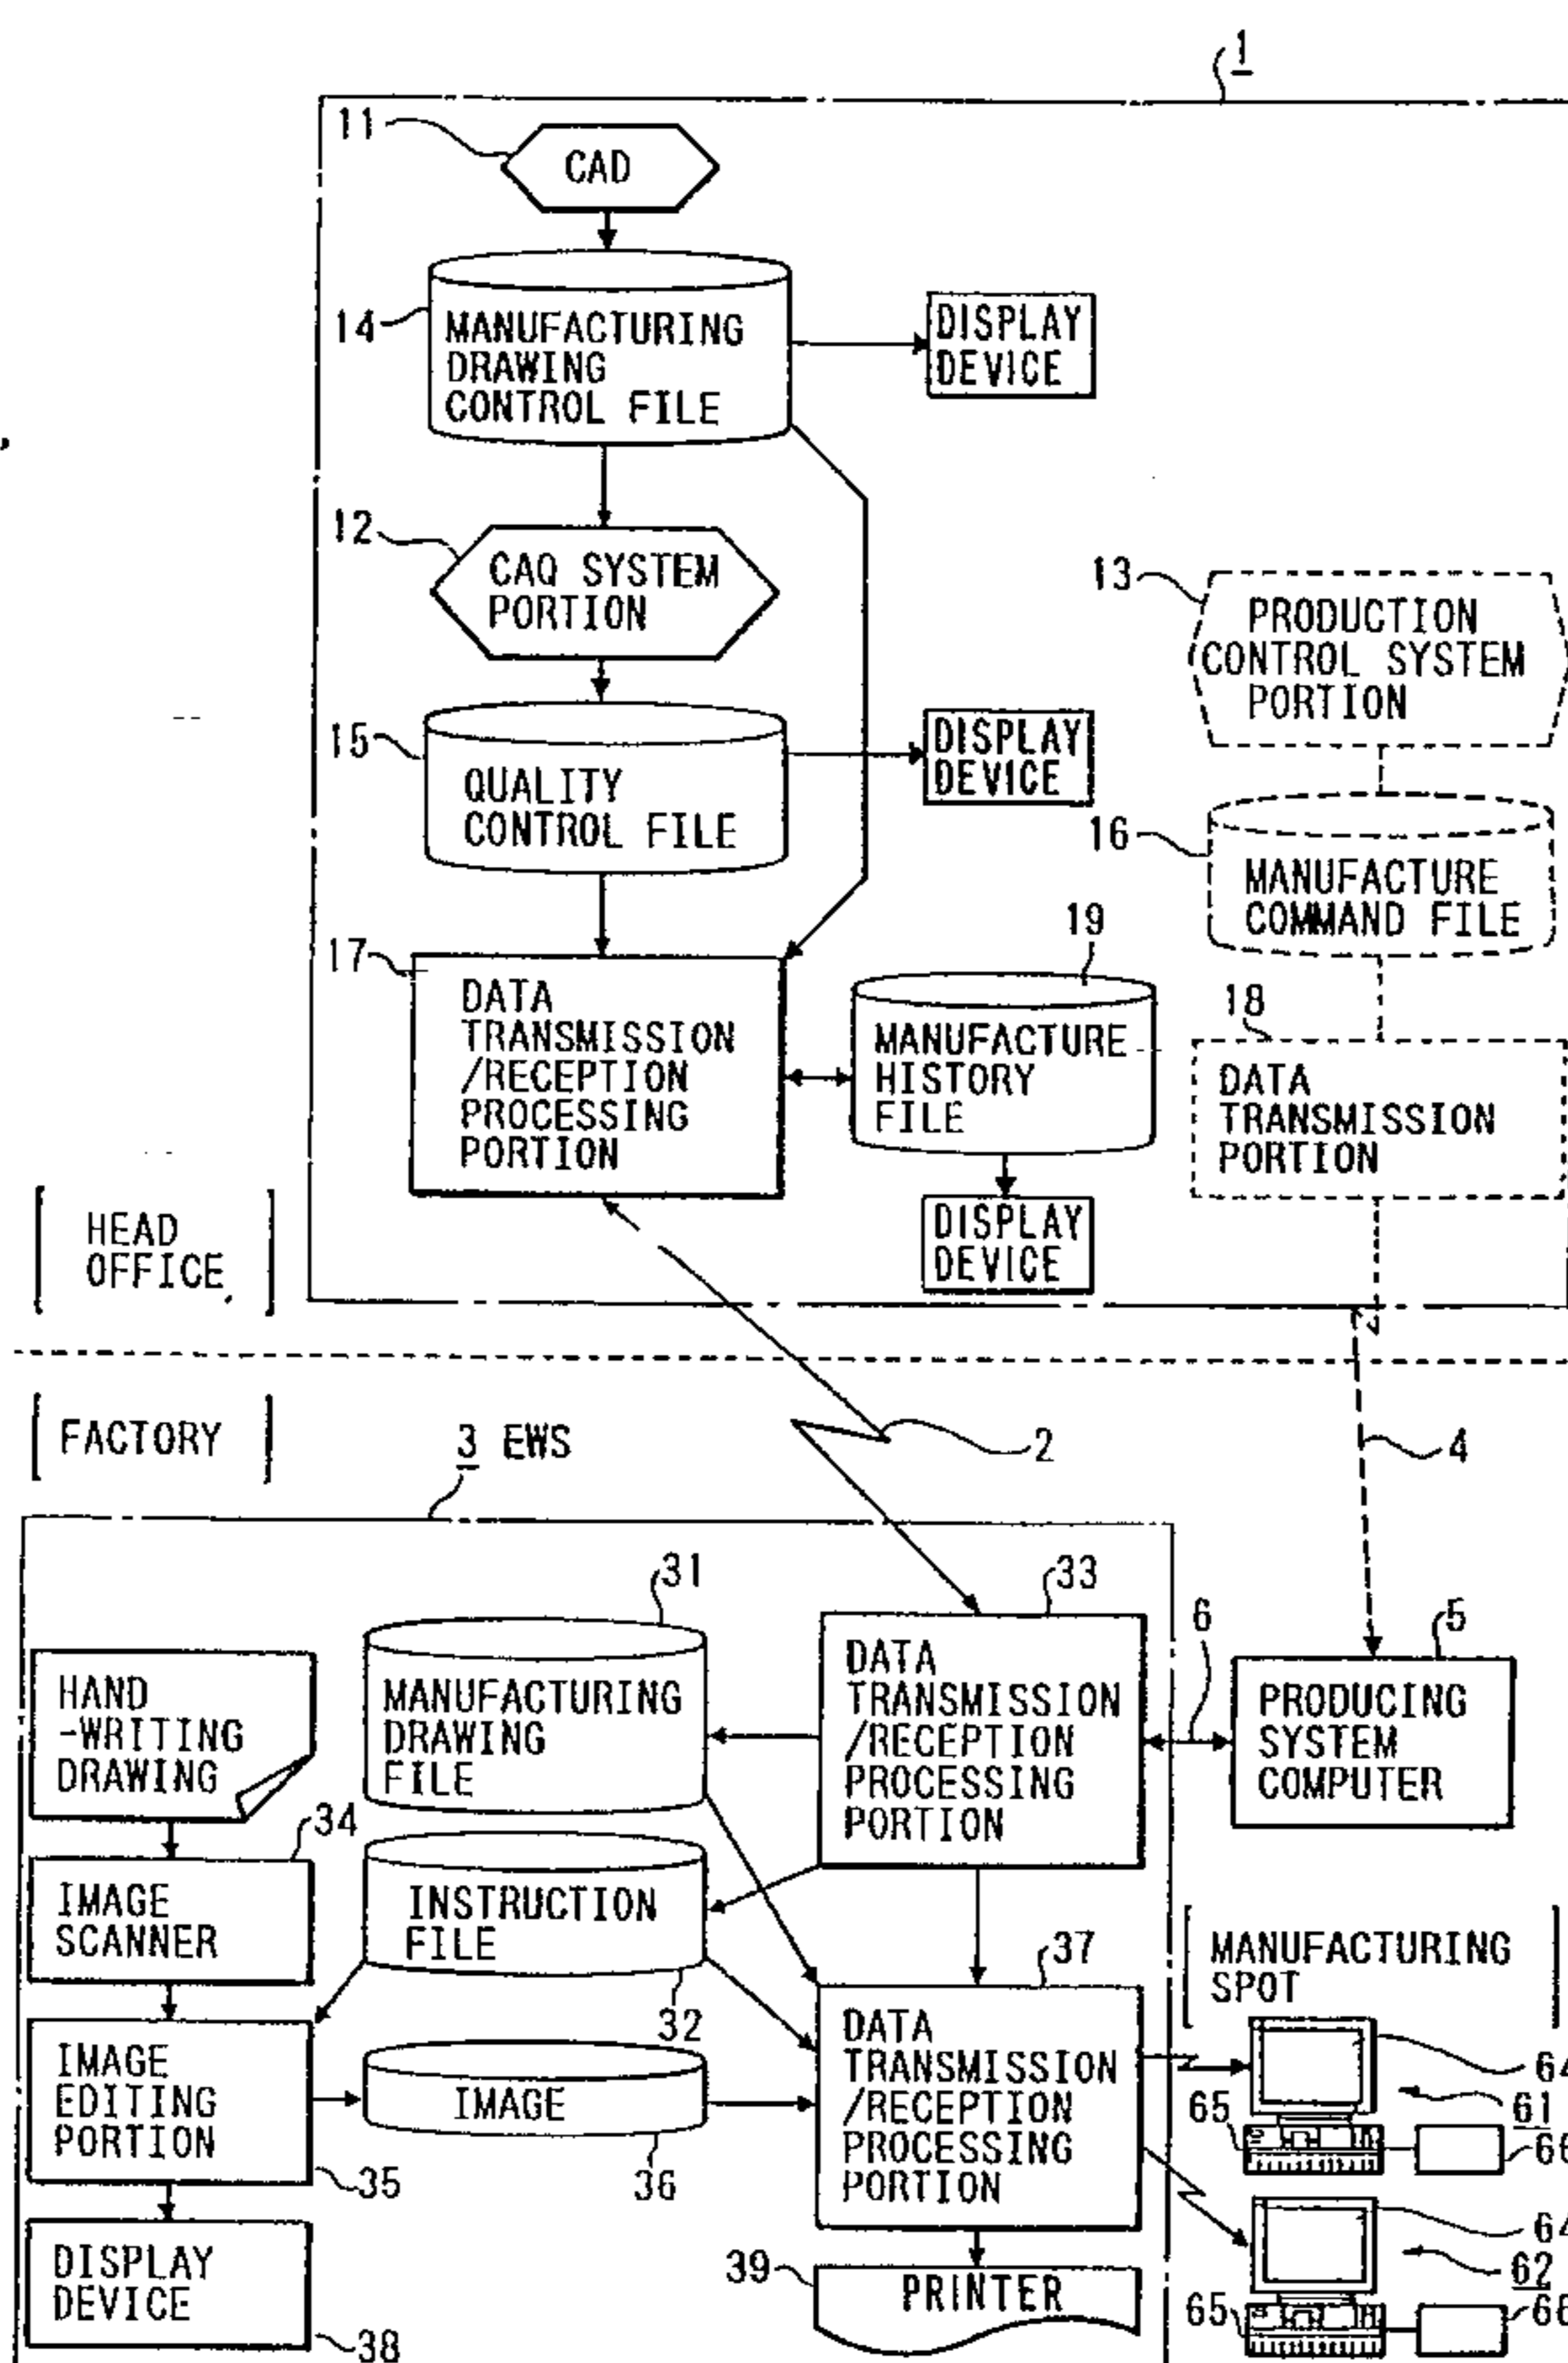 1
11
CAD
14
MANUFACTURING
DRAWING
CONTROL FILE
DISPLAY
DEVICE
12
CAQ SYSTEM
PORTION
13
PRODUCTION
CONTROL SYSTEM
PORTION
15
QUALITY
CONTROL FILE
DISPLAY
DEVICE
16
MANUFACTURE
COMMAND FILE
17
DATA
TRANSMISSION
/RECEPTION
PROCESSING
PORTION
19
MANUFACTURE
HISTORY
FILE
18
DATA
TRANSMISSION
PORTION
DISPLAY
DEVICE
HEAD
OFFICE
FACTORY
3 EWS
2
4
31
MANUFACTURING
DRAWING
FILE
33
DATA
TRANSMISSION
/RECEPTION
PROCESSING
PORTION
6
5
PRODUCING
SYSTEM
COMPUTER
HAND
-WRITING
DRAWING
34
IMAGE
SCANNER
INSTRUCTION
FILE
32
37
DATA
TRANSMISSION
/RECEPTION
PROCESSING
PORTION
MANUFACTURING
SPOT
IMAGE
EDITING
PORTION
35
IMAGE
36
64
61
65
66
DISPLAY
DEVICE
38
39
PRINTER
64
62
65
66